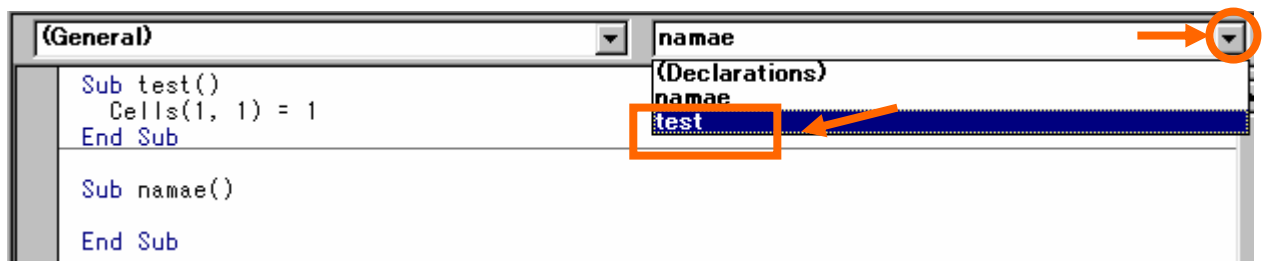 (General)
namae
(Declarations)
namae
test
Sub test()
Cells(1, 1) = 1
End Sub
Sub namae()
End Sub